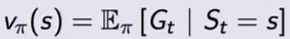 v_π(s) = 𝔼_π [G_t | S_t = s]